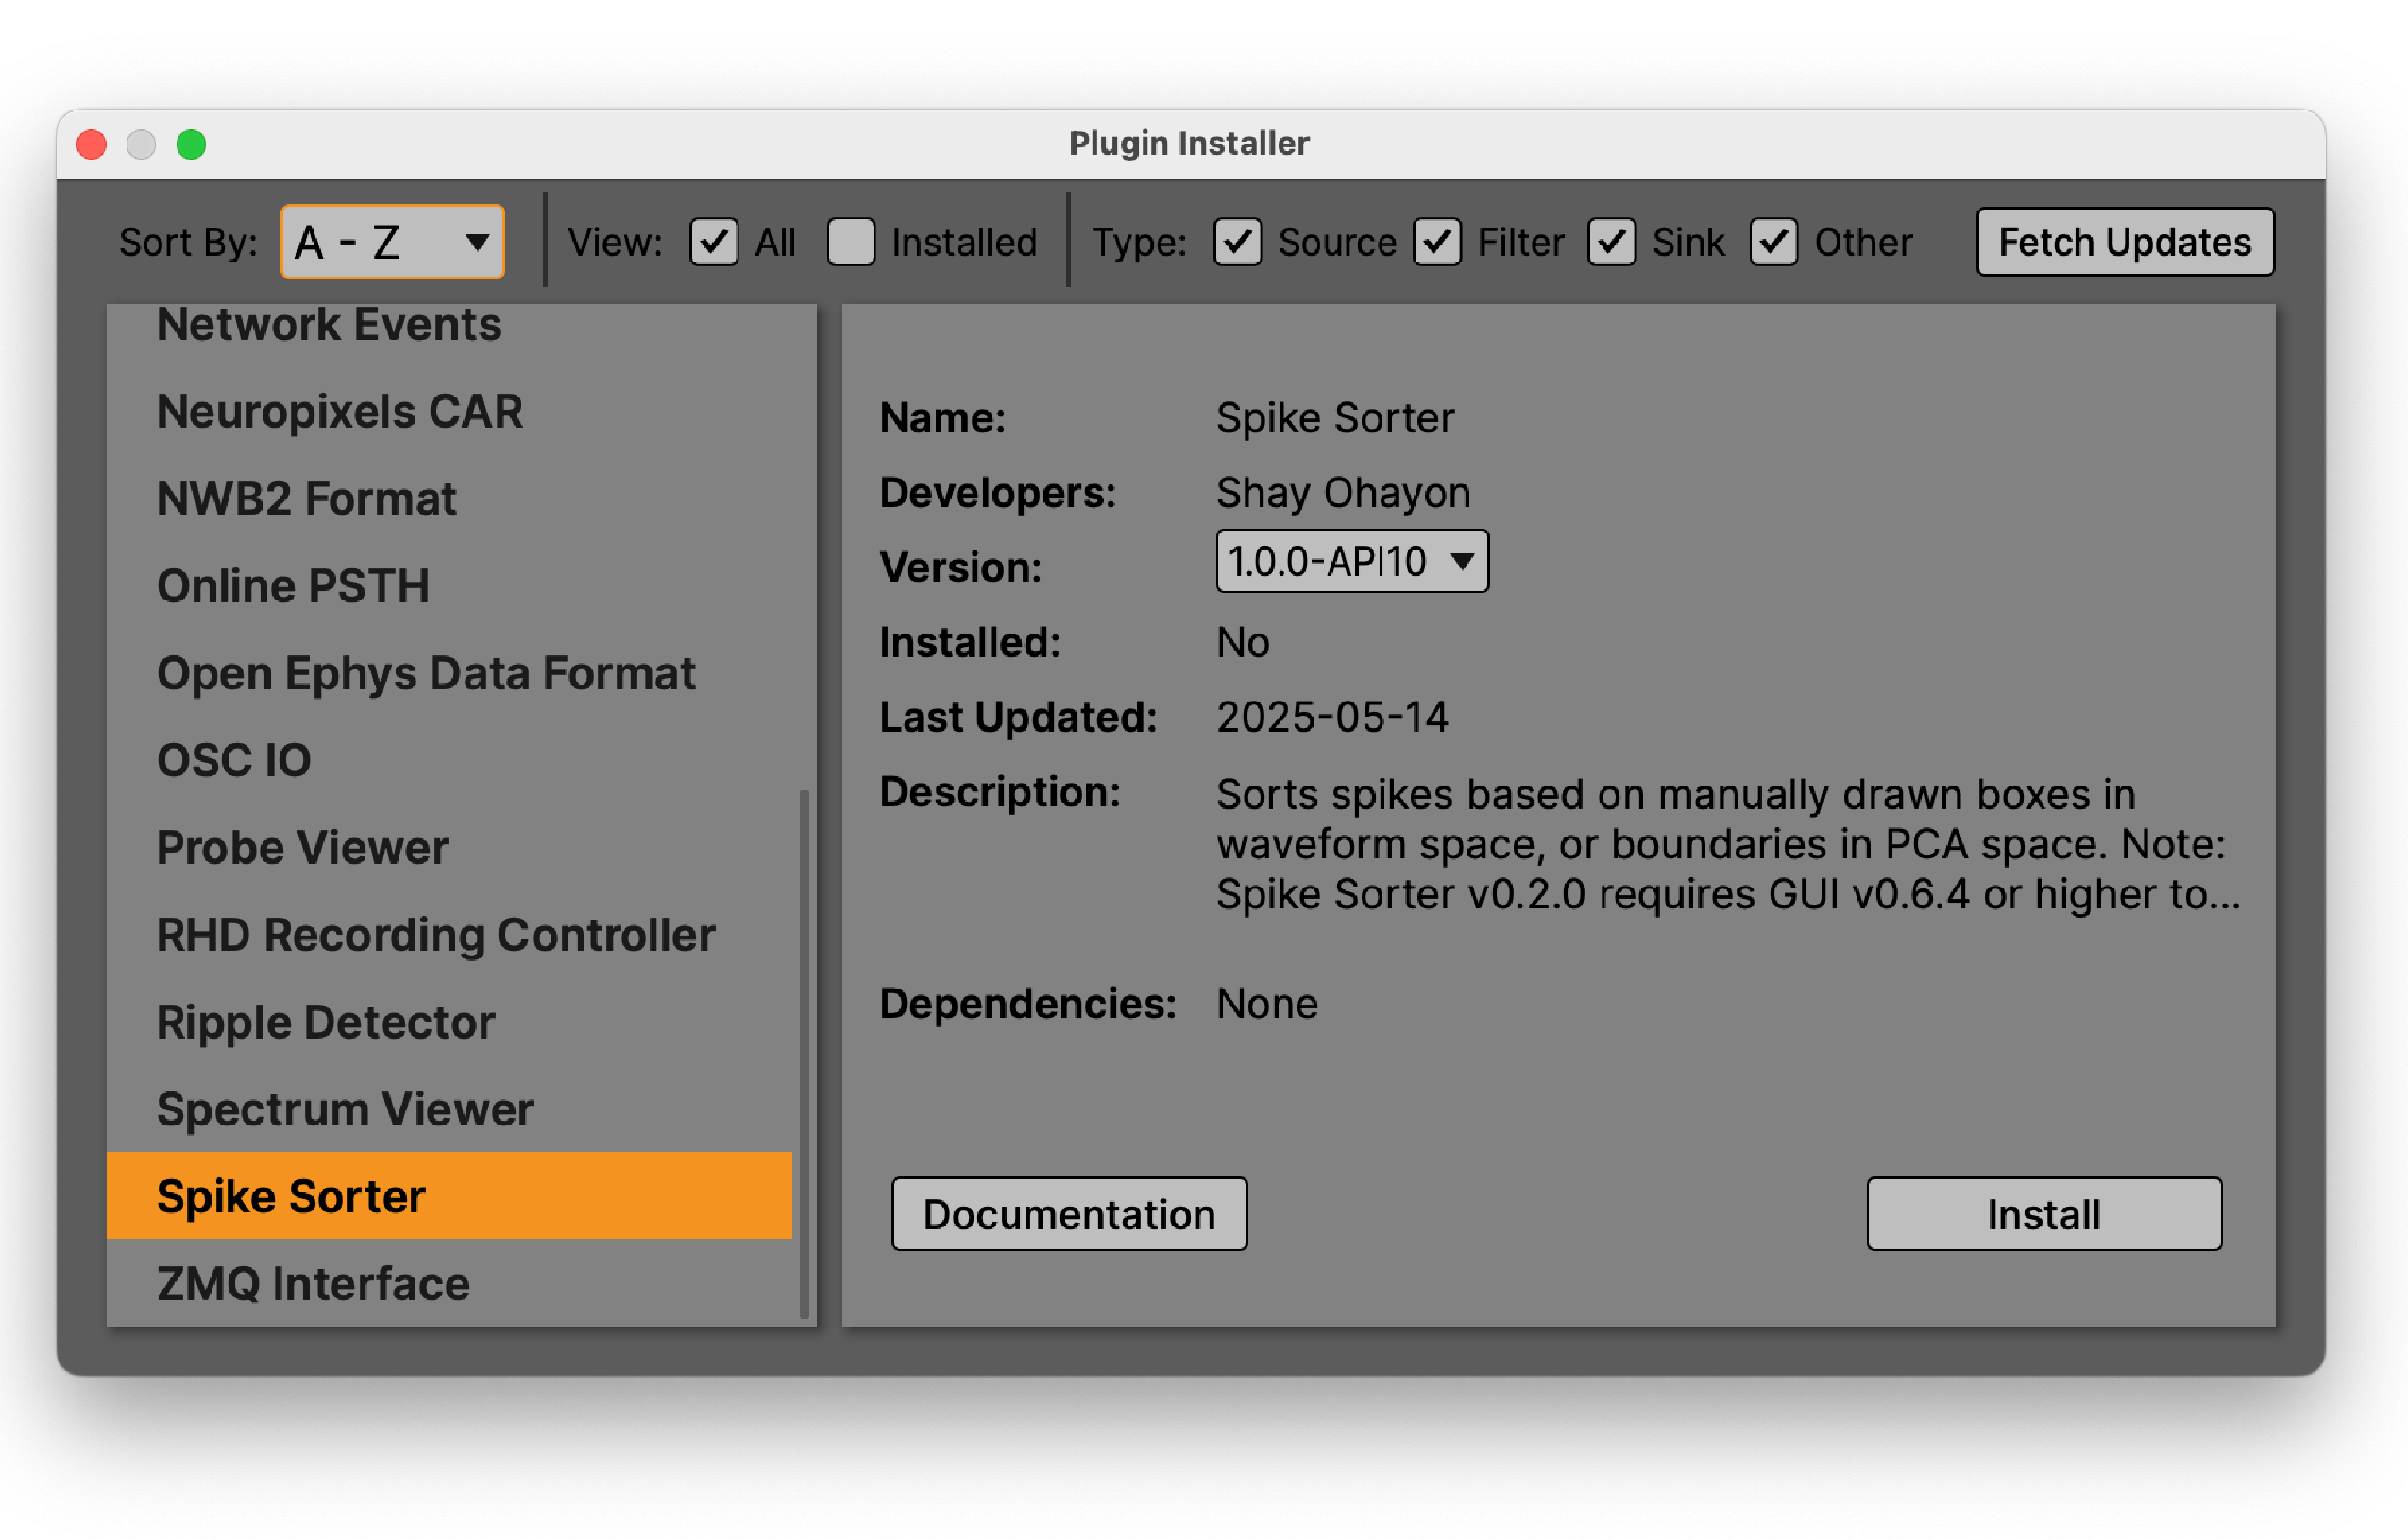 Plugin Installer
Sort By: A - Z View: All Installed Type: Source Filter Sink Other Fetch Updates
Network Events
Neuropixels CAR
NWB2 Format
Online PSTH
Open Ephys Data Format
OSC IO
Probe Viewer
RHD Recording Controller
Ripple Detector
Spectrum Viewer
Spike Sorter
ZMQ Interface
Name: Spike Sorter
Developers: Shay Ohayon
Version: 1.0.0-API10
Installed: No
Last Updated: 2025-05-14
Description: Sorts spikes based on manually drawn boxes in
waveform space, or boundaries in PCA space. Note:
Spike Sorter v0.2.0 requires GUI v0.6.4 or higher to...
Dependencies: None
Documentation Install